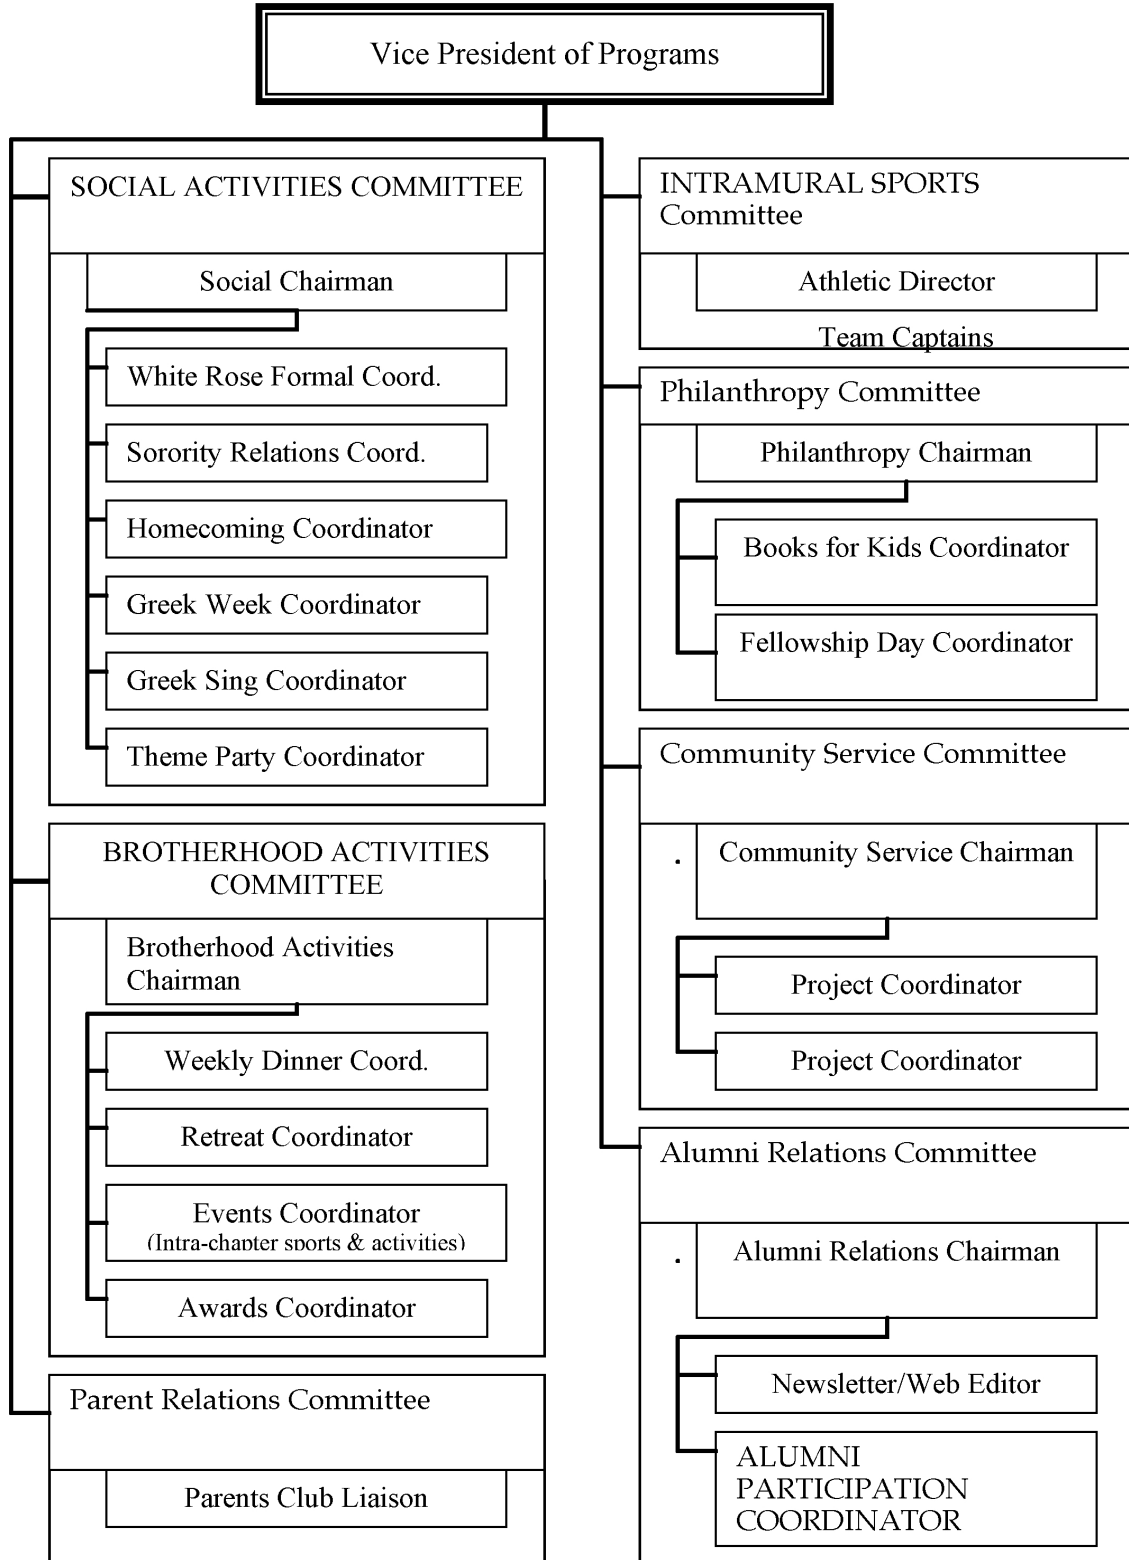 Vice President of Programs
SOCIAL ACTIVITIES COMMITTEE
Social Chairman
White Rose Formal Coord.
Sorority Relations Coord.
Homecoming Coordinator
Greek Week Coordinator
Greek Sing Coordinator
Theme Party Coordinator
BROTHERHOOD ACTIVITIES
COMMITTEE
Brotherhood Activities
Chairman
Weekly Dinner Coord.
Retreat Coordinator
Events Coordinator
(Intra-chapter sports & activities)
Awards Coordinator
Parent Relations Committee
Parents Club Liaison
INTRAMURAL SPORTS
Committee
Athletic Director
Team Captains
Philanthropy Committee
Philanthropy Chairman
Books for Kids Coordinator
Fellowship Day Coordinator
Community Service Committee
. Community Service Chairman
Project Coordinator
Project Coordinator
Alumni Relations Committee
. Alumni Relations Chairman
Newsletter/Web Editor
ALUMNI
PARTICIPATION
COORDINATOR